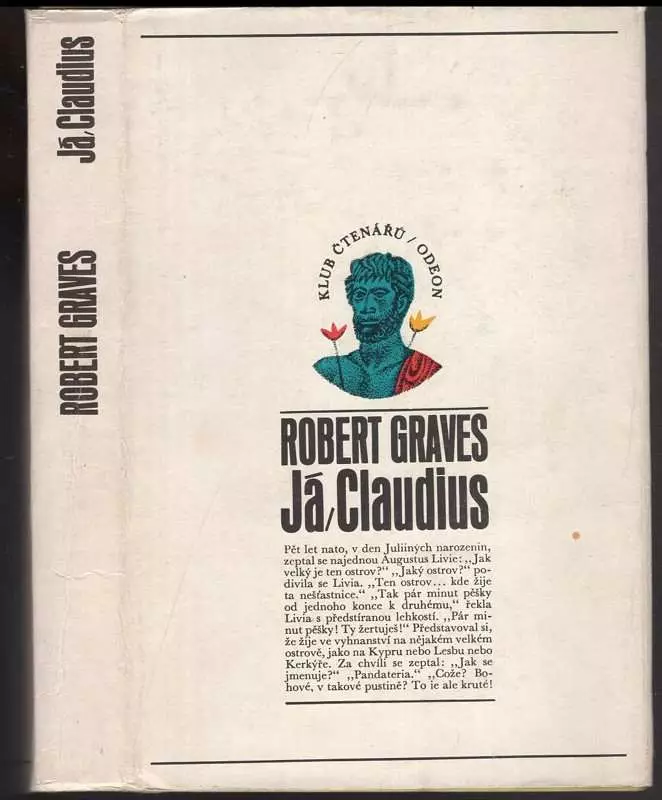 Já, Claudius
ROBERT GRAVES
KLUB ČTENÁŘŮ / ODEON
ROBERT GRAVES
Já, Claudius
Pět let nato, v den Juliiných narozenin,
zeptal se najednou Augustus Livie: „Jak
velký je ten ostrov?“ „Jaký ostrov?“ po-
divila se Livia. „Ten ostrov... kde žije
ta nešťastnice.“ „Tak pár minut pěšky
od jednoho konce k druhému,“ řekla
Livia s předstíranou lehkostí. „Pár mi-
nut pěšky! Ty žertuješ!“ Představoval si,
že žije ve vyhnanství na nějakém velkém
ostrově, jako na Kypru nebo Lesbu nebo
Kerkýře. Za chvíli se zeptal: „Jak se
jmenuje?“ „Pandateria.“ „Cože? Bo-
hové, v takové pustině? To je ale kruté!